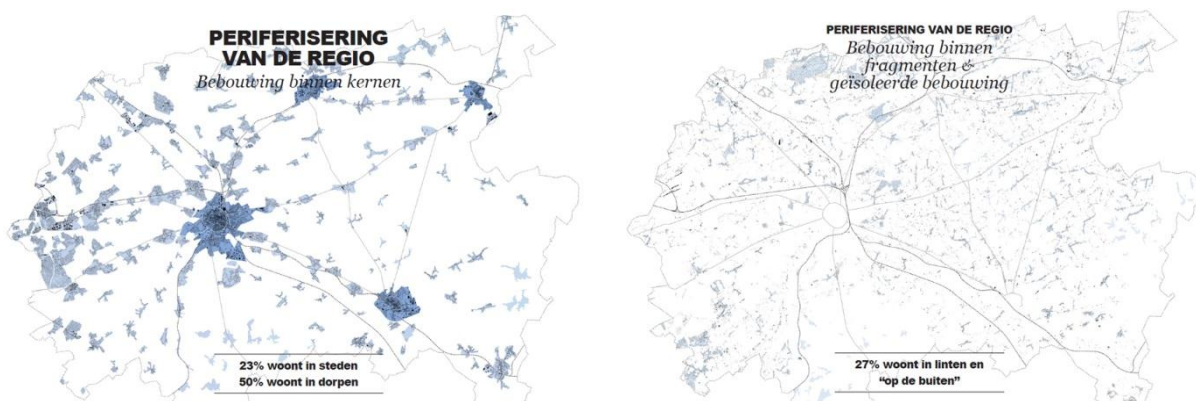 PERIFERISERING
VAN DE REGIO
Bebouwing binnen kernen
23% woont in steden
50% woont in dorpen
PERIFERISERING VAN DE REGIO
Bebouwing binnen
fragmenten &
geïsoleerde bebouwing
27% woont in linten en
“op de buiten”